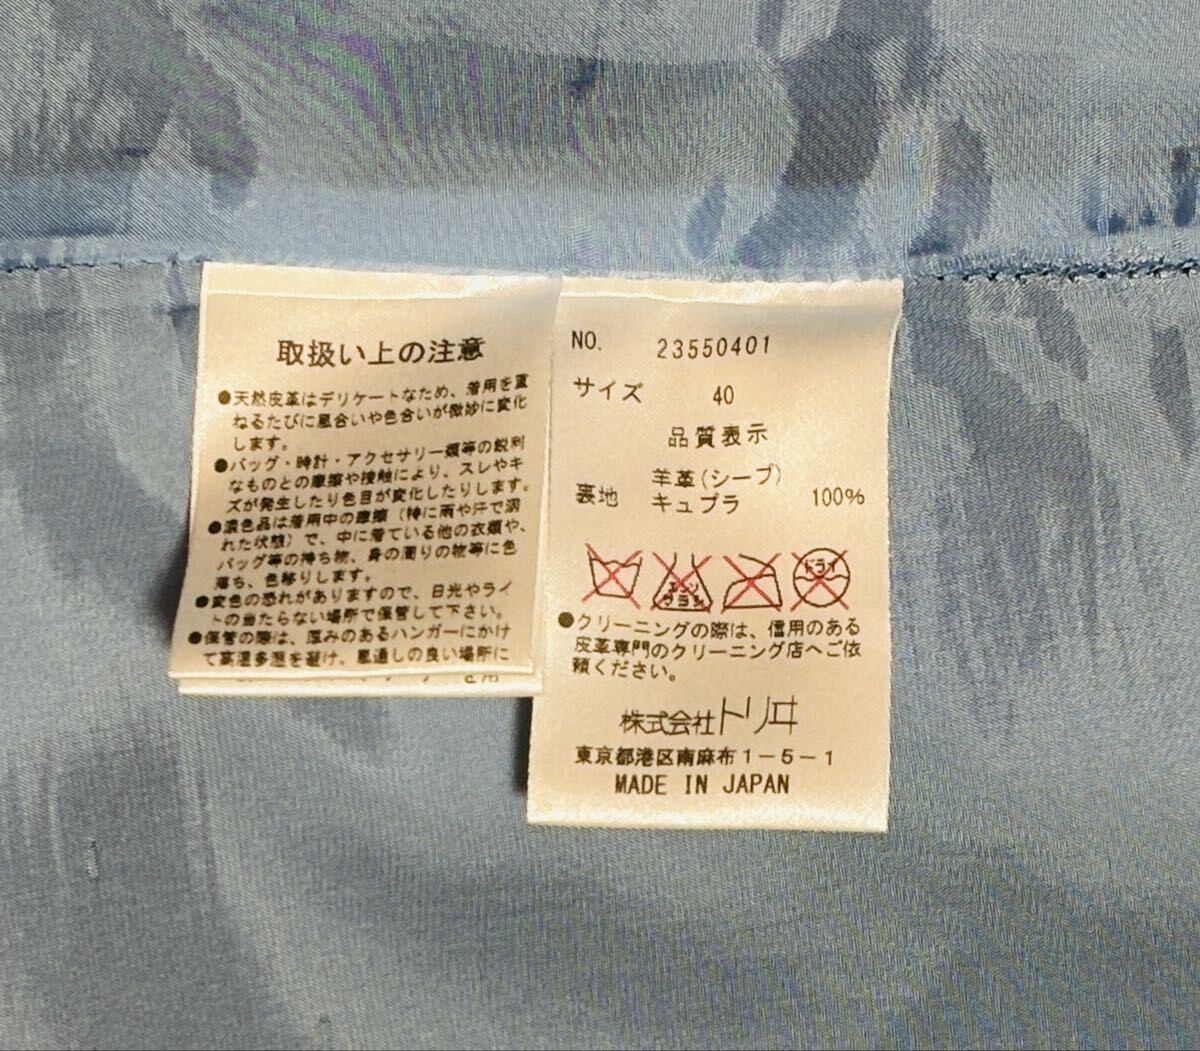 取扱い上の注意
●天然皮革はデリケートなため、着用を重
ねるたびに風合いや色合いが微妙に変化
します。
●バッグ・時計・アクセサリー類等の鋭利
なものとの摩擦や接触により、スレやキ
ズが発生したり色目が変化したりします。
●濃色品は着用中の摩擦（特に雨や汗で濡
れた状態）で、中に着ている他の衣類や、
バッグ等の持ち物、身の周りの物等に色
落ち、色移りします。
●変色の恐れがありますので、日光やライ
トの当たらない場所で保管して下さい。
●保管の際は、厚みのあるハンガーにかけ
て高温多湿を避け、風通しの良い場所に
NO. 23550401
サイズ 40
品質表示
羊革(シープ)
裏地 キュプラ 100%
エンソ
サラシ
ドライ
●クリーニングの際は、信用のある
皮革専門のクリーニング店へご依
頼ください。
株式会社トリヰ
東京都港区南麻布1-5-1
MADE IN JAPAN